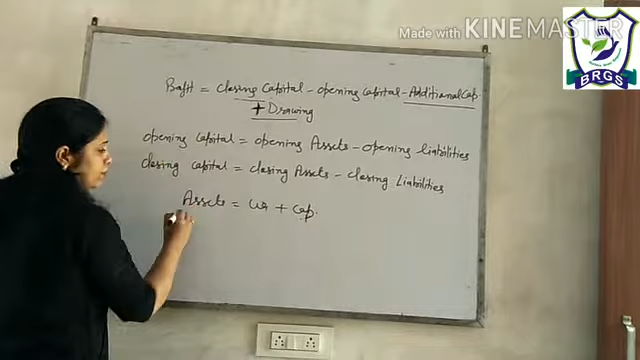 Made with KINEMASTER
BRGS
Profit = closing Capital - opening Capital - Additional Cap.
+ Drawing
opening Capital = opening Assets - opening liabilities
closing capital = closing Assets - closing Liabilities
Assets = + Cap.